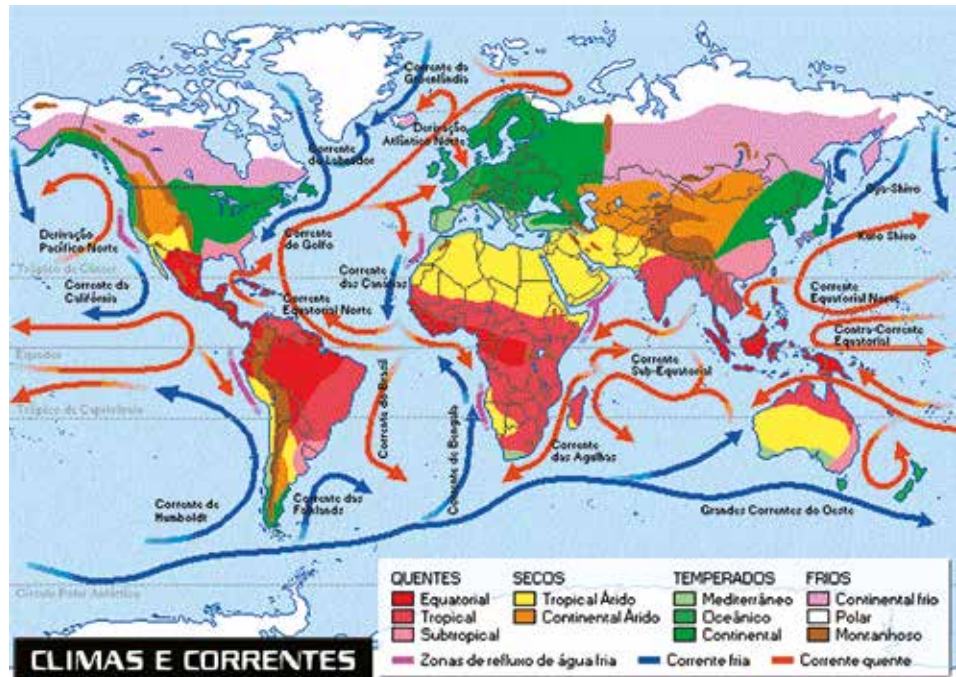 Corrente da
Groenlândia
Derivação
Atlântico Norte
Corrente
do Labrador
Oya-Shiro
Derivação
Pacífico Norte
Corrente
do Golfo
Kuro Shiro
Trópico de Câncer
Corrente da
Califórnia
Corrente
das Canárias
Corrente
Equatorial Norte
Corrente
Equatorial Norte
Contra-Corrente
Equatorial
Equador
Corrente
Sub-Equatorial
Corrente do Brasil
Trópico de Capricórnio
Corrente de Bengala
Corrente
das Agulhas
Corrente de
Humboldt
Corrente das
Falklands
Grandes Correntes do Oeste
Círculo Polar Antártico
QUENTES
Equatorial
Tropical
Subtropical
SECOS
Tropical Árido
Continental Árido
TEMPERADOS
Mediterrâneo
Oceânico
Continental
FRIOS
Continental frio
Polar
Montanhoso
Zonas de refluxo de água fria
Corrente fria
Corrente quente
CLIMAS E CORRENTES